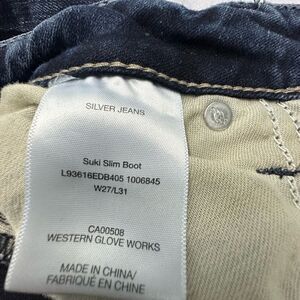 SILVER JEANS
Suki Slim Boot
L93616EDB405 1006845
W27/L31
CA00508
WESTERN GLOVE WORKS
MADE IN CHINA/
FABRIQUÉ EN CHINE